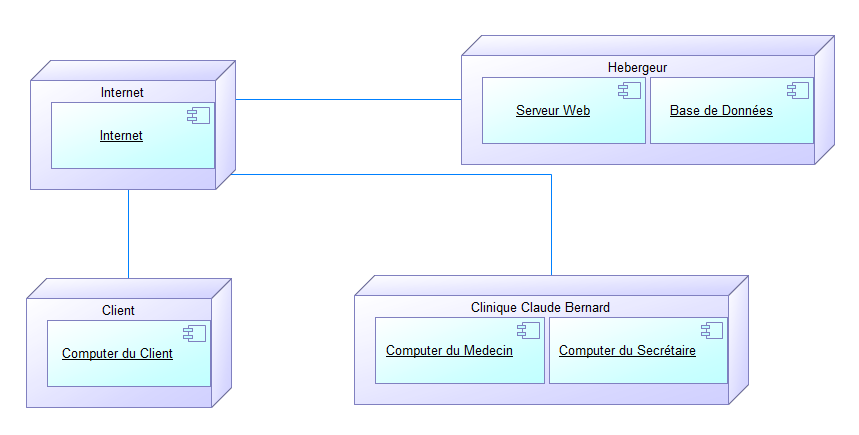 Internet
Internet
Hebergeur
Serveur Web
Base de Données
Client
Computer du Client
Clinique Claude Bernard
Computer du Medecin
Computer du Secrétaire